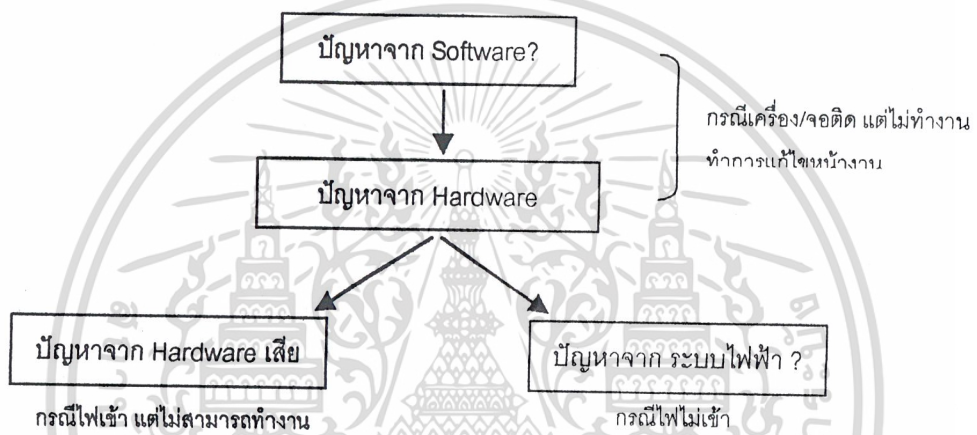 ปัญหาจาก Software?
กรณีเครื่อง/จอติด แต่ไม่ทำงาน
ทำการแก้ไขหน้างาน
ปัญหาจาก Hardware
ปัญหาจาก Hardware เสีย
ปัญหาจาก ระบบไฟฟ้า ?
กรณีไฟเข้า แต่ไม่สามารถทำงาน
กรณีไฟไม่เข้า